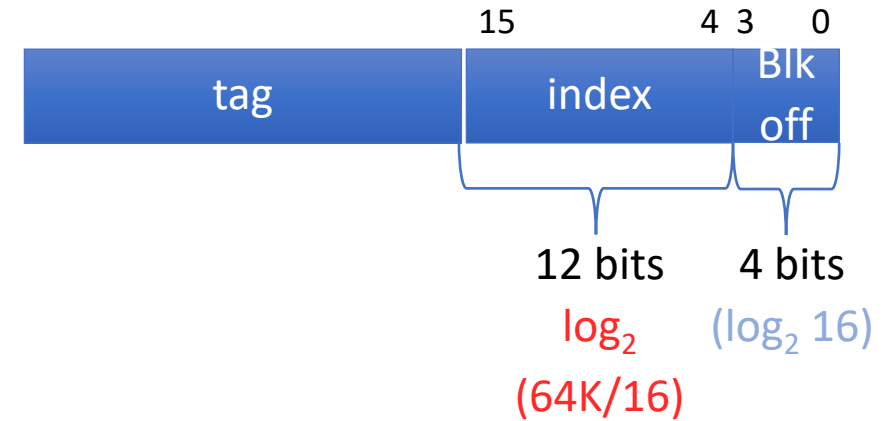 15 4 3 0
tag index Blk
off
12 bits 4 bits
log₂ (log₂ 16)
(64K/16)